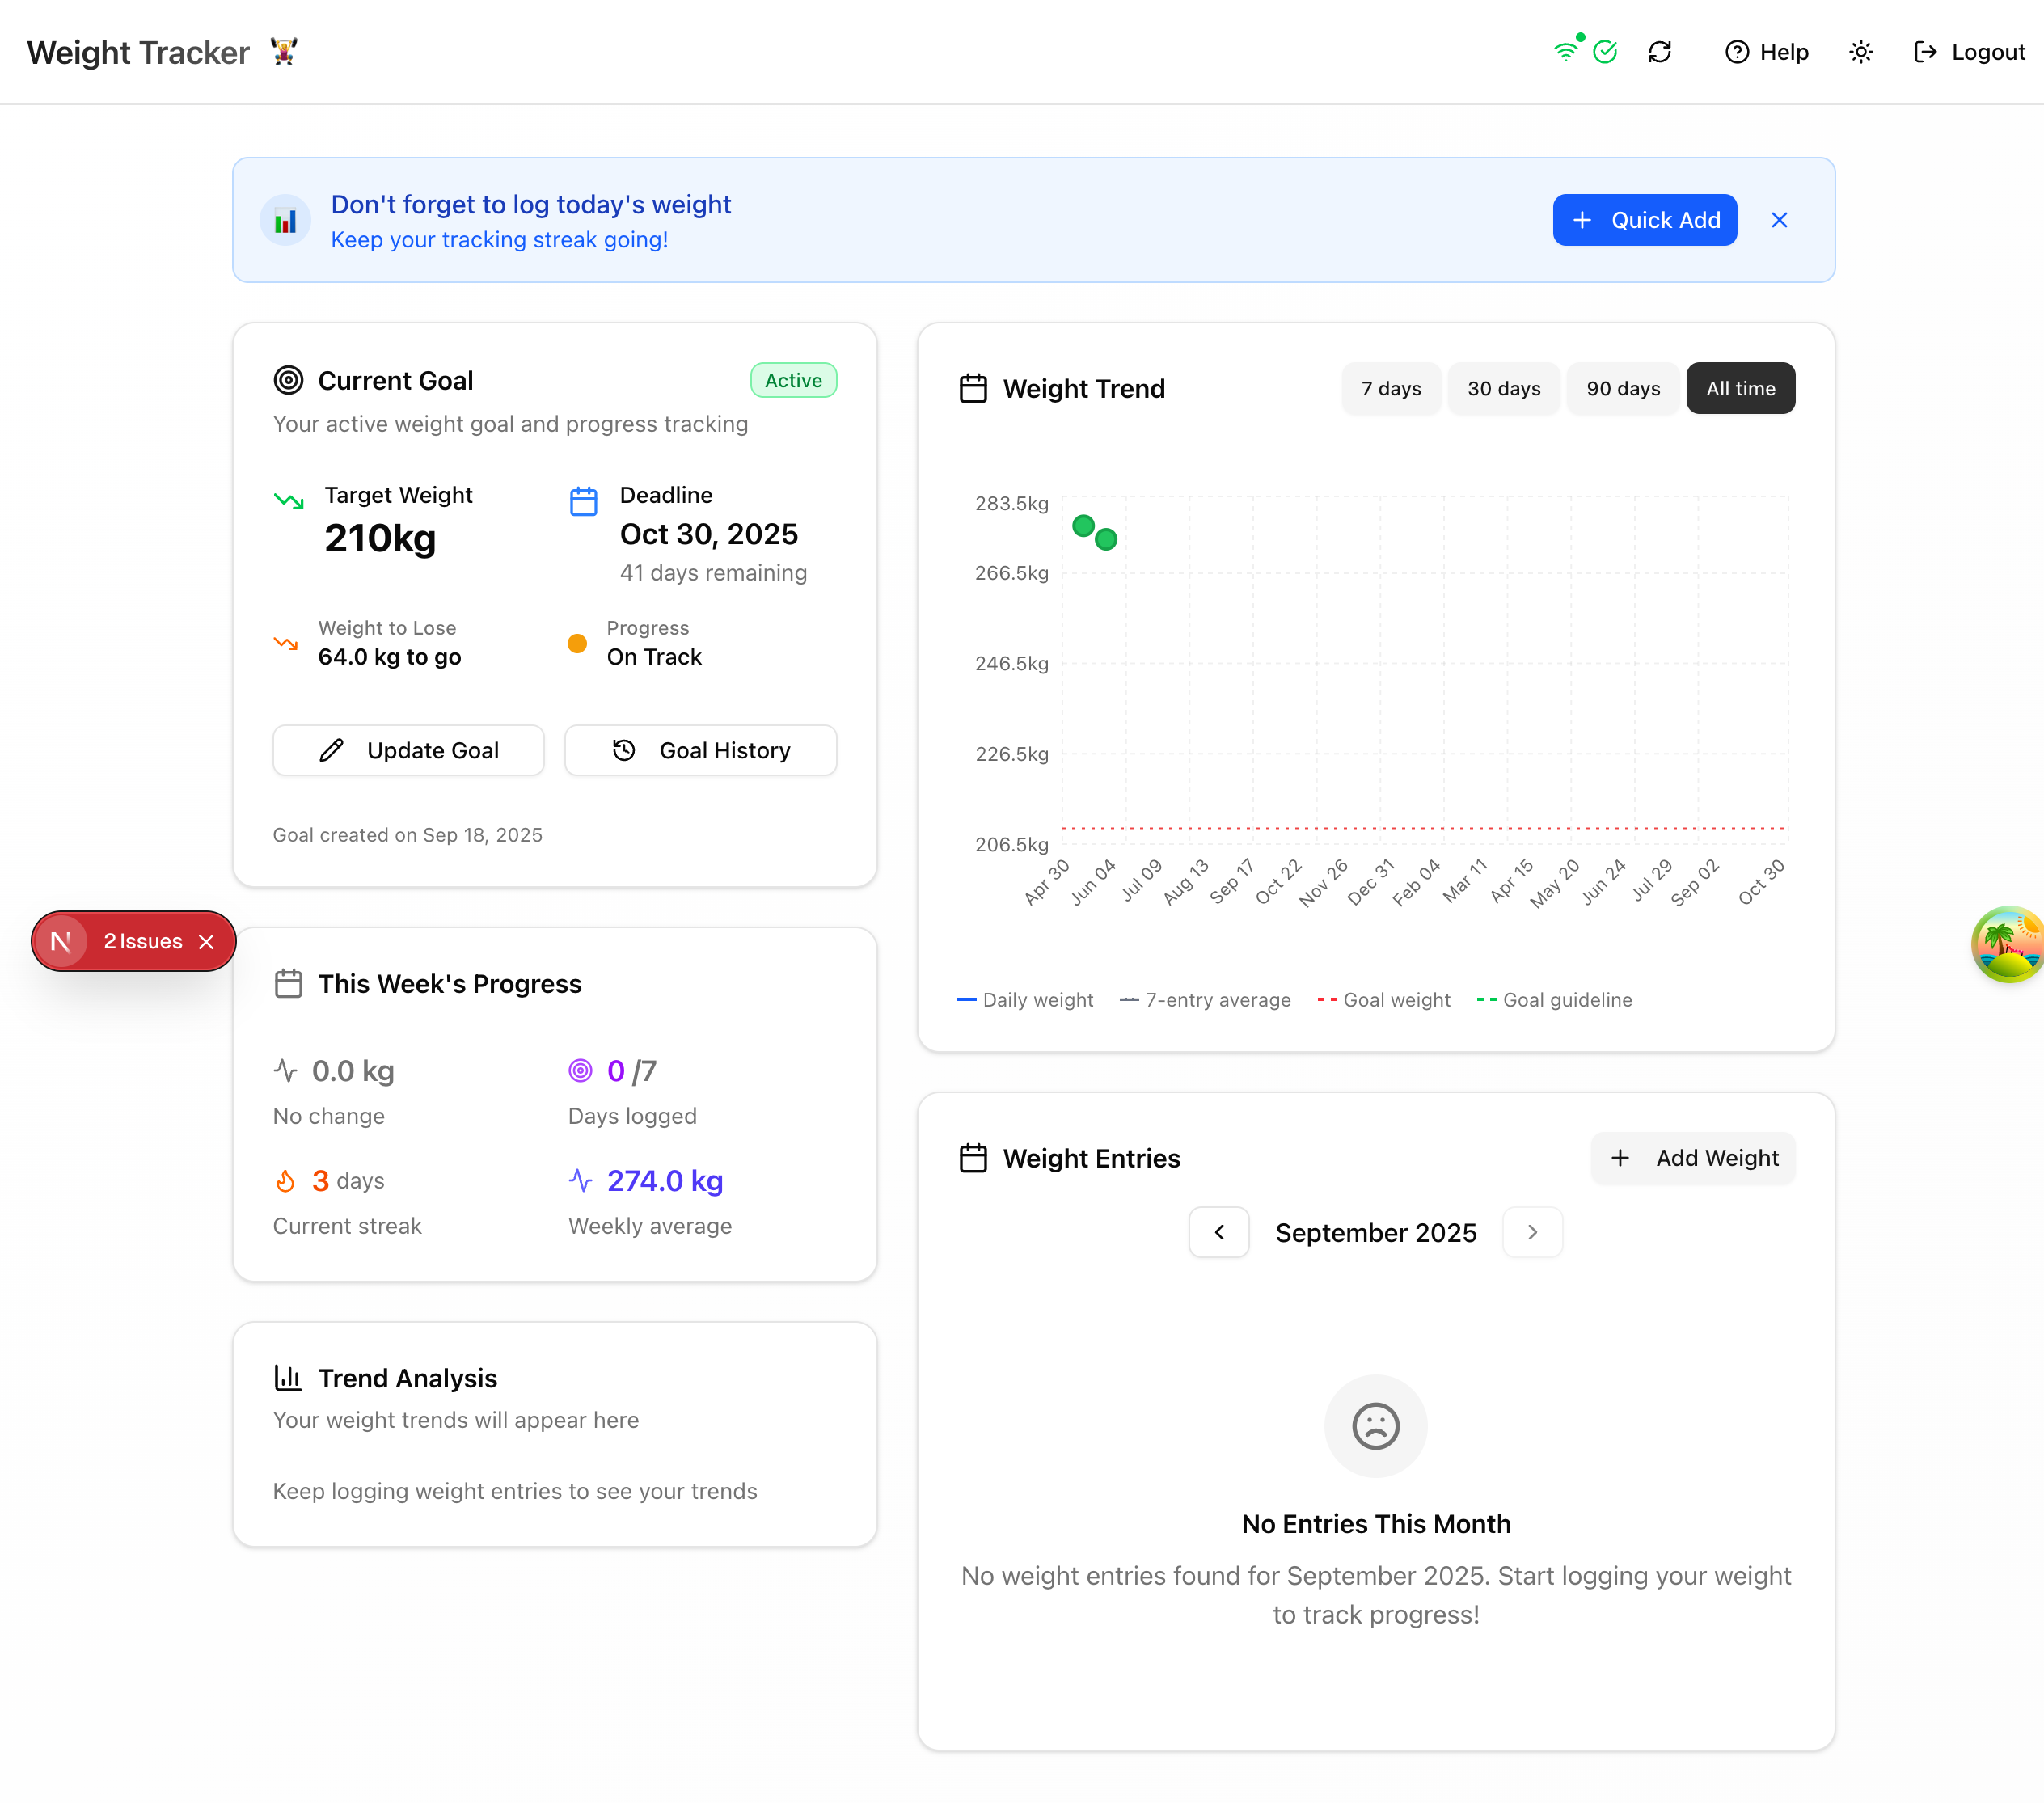 Weight Tracker
Help
Logout
Don't forget to log today's weight
Keep your tracking streak going!
+ Quick Add
Current Goal
Active
Your active weight goal and progress tracking
Target Weight
210kg
Deadline
Oct 30, 2025
41 days remaining
Weight to Lose
64.0 kg to go
Progress
On Track
Update Goal
Goal History
Goal created on Sep 18, 2025
Weight Trend
7 days
30 days
90 days
All time
283.5kg
266.5kg
246.5kg
226.5kg
206.5kg
Apr 30
Jun 04
Jul 09
Aug 13
Sep 17
Oct 22
Nov 26
Dec 31
Feb 04
Mar 11
Apr 15
May 20
Jun 24
Jul 29
Sep 02
Oct 30
Daily weight
7-entry average
Goal weight
Goal guideline
N 2 Issues
This Week's Progress
0.0 kg
No change
0 /7
Days logged
3 days
Current streak
274.0 kg
Weekly average
Trend Analysis
Your weight trends will appear here
Keep logging weight entries to see your trends
Weight Entries
+ Add Weight
September 2025
No Entries This Month
No weight entries found for September 2025. Start logging your weight
to track progress!